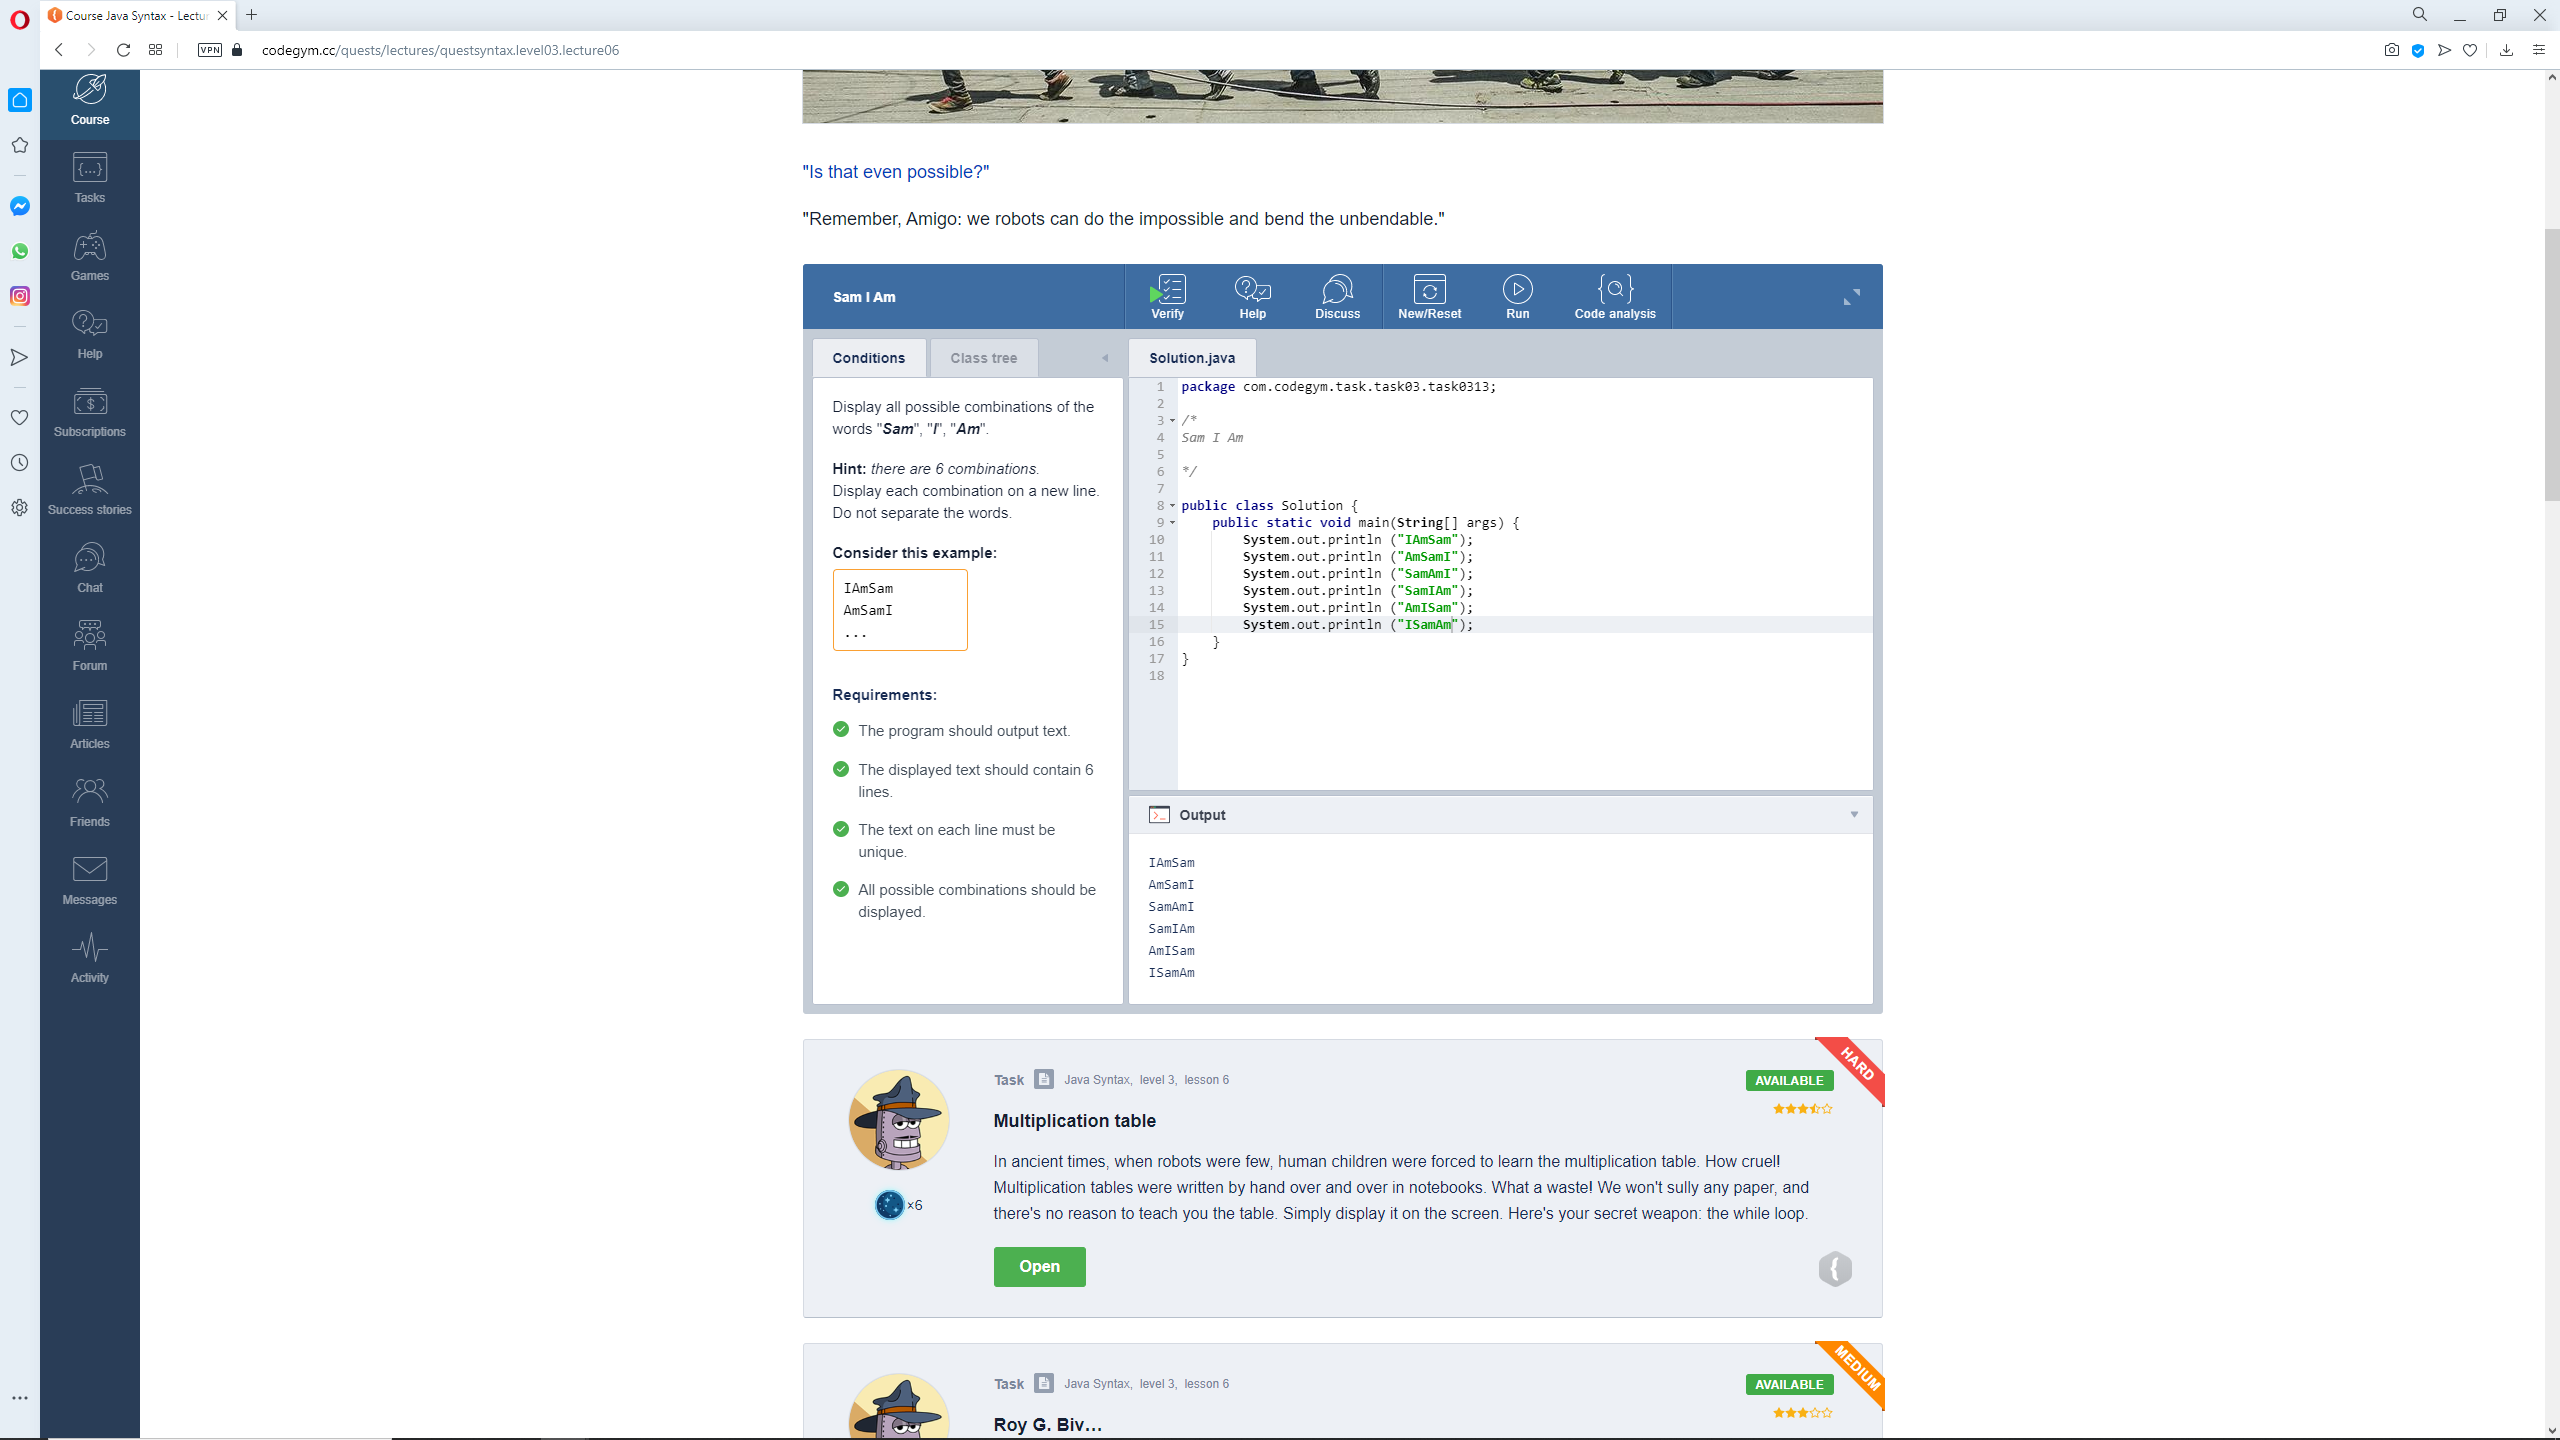 Course Java Syntax - Lectu
VPN
codegym.cc/quests/lectures/questsyntax.level03.lecture06
Course
Tasks
Games
Help
Subscriptions
Success stories
Chat
Forum
Articles
Friends
Messages
Activity
"Is that even possible?"
"Remember, Amigo: we robots can do the impossible and bend the unbendable."
Sam I Am
Verify
Help
Discuss
New/Reset
Run
Code analysis
Conditions
Class tree
Display all possible combinations of the
words "Sam", "I", "Am".
Hint: there are 6 combinations.
Display each combination on a new line.
Do not separate the words.
Consider this example:
IAmSam
AmSamI
...
Requirements:
The program should output text.
The displayed text should contain 6
lines.
The text on each line must be
unique.
All possible combinations should be
displayed.
Solution.java
1 package com.codegym.task.task03.task0313;
2
3 /*
4 Sam I Am
5
6 */
7
8 public class Solution {
9 public static void main(String[] args) {
10 System.out.println ("IAmSam");
11 System.out.println ("AmSamI");
12 System.out.println ("SamAmI");
13 System.out.println ("SamIAm");
14 System.out.println ("AmISam");
15 System.out.println ("ISamAm");
16 }
17 }
18
Output
IAmSam
AmSamI
SamAmI
SamIAm
AmISam
ISamAm
HARD
Task Java Syntax, level 3, lesson 6
AVAILABLE
Multiplication table
In ancient times, when robots were few, human children were forced to learn the multiplication table. How cruel!
Multiplication tables were written by hand over and over in notebooks. What a waste! We won't sully any paper, and
there's no reason to teach you the table. Simply display it on the screen. Here's your secret weapon: the while loop.
×6
Open
MEDIUM
Task Java Syntax, level 3, lesson 6
AVAILABLE
Roy G. Biv...